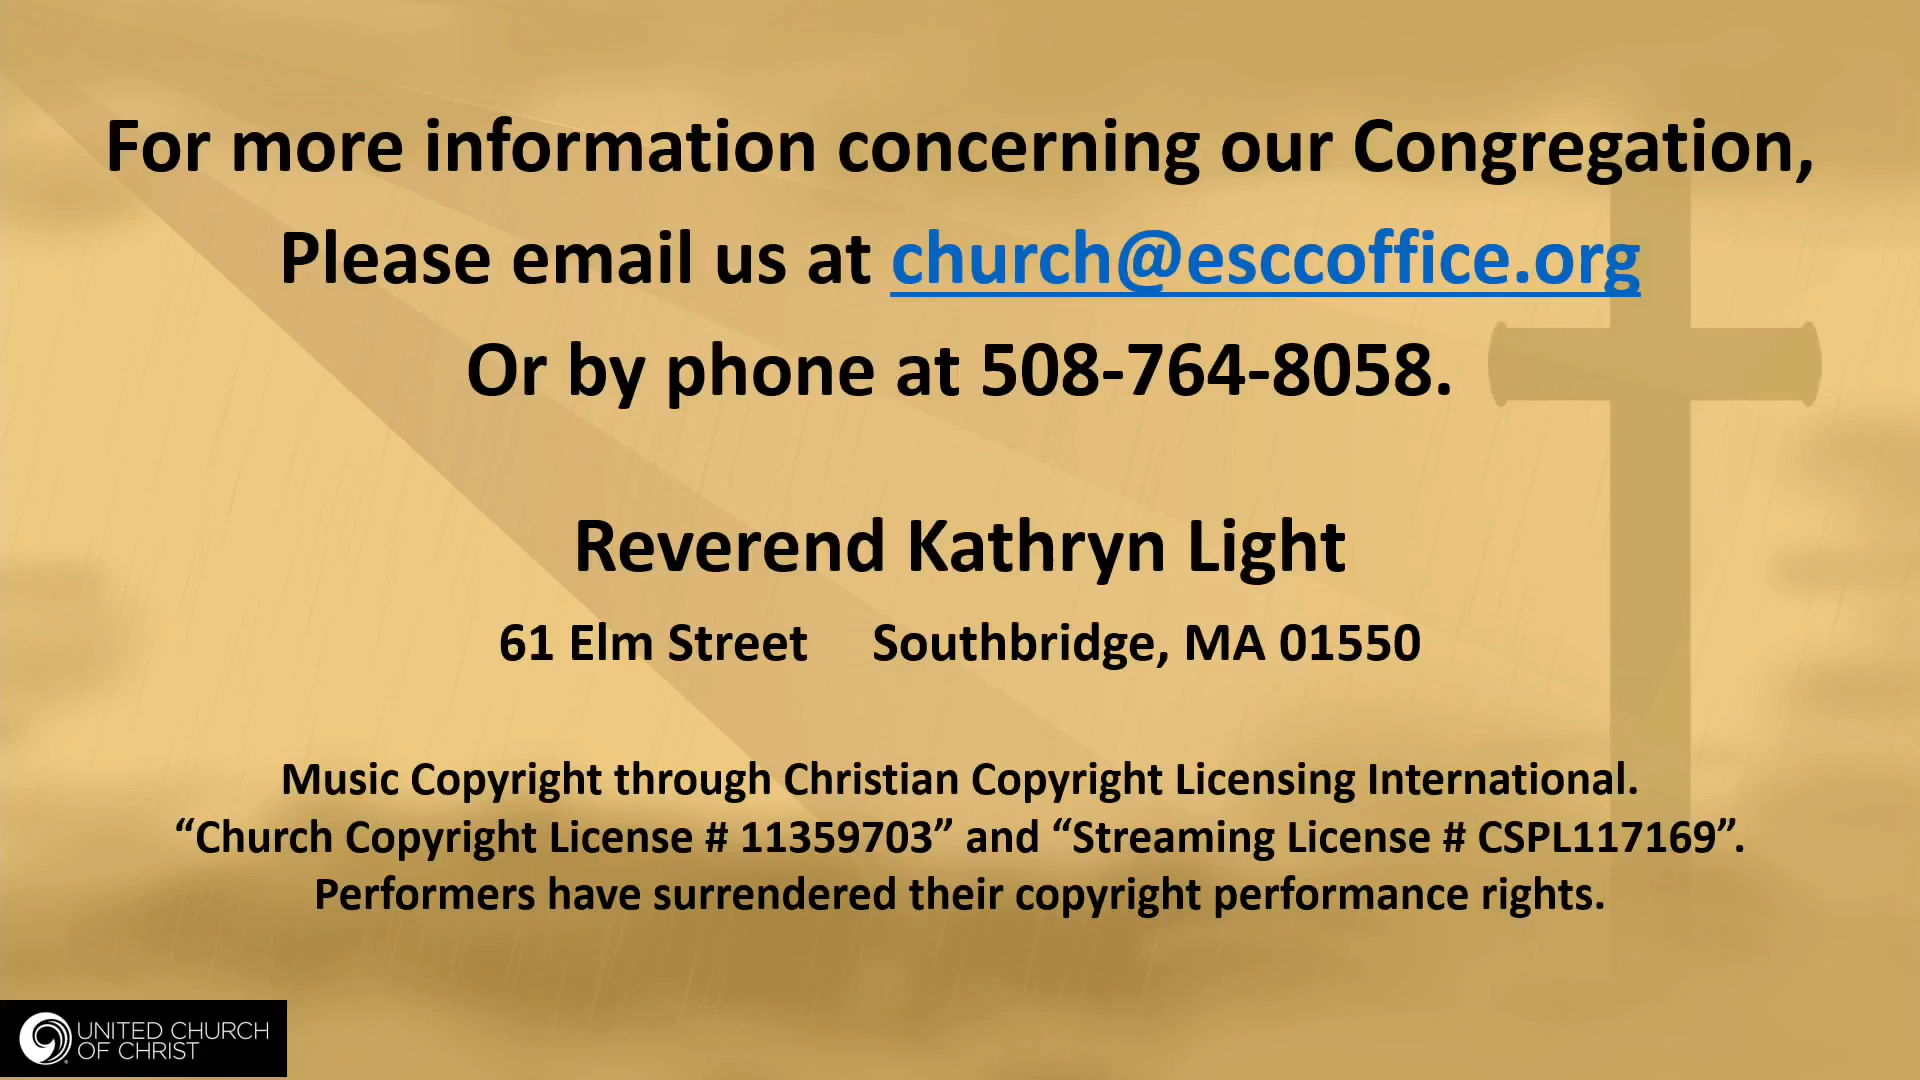 For more information concerning our Congregation,
Please email us at church@esccoffice.org
Or by phone at 508-764-8058.
Reverend Kathryn Light
61 Elm Street Southbridge, MA 01550
Music Copyright through Christian Copyright Licensing International.
“Church Copyright License # 11359703” and “Streaming License # CSPL117169”.
Performers have surrendered their copyright performance rights.
UNITED CHURCH
OF CHRIST